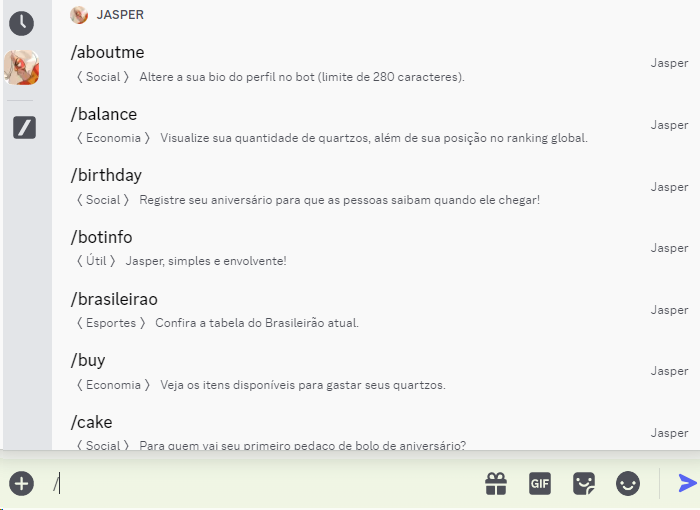 JASPER
/aboutme
〈 Social 〉 Altere a sua bio do perfil no bot (limite de 280 caracteres).
Jasper
/balance
〈 Economia 〉 Visualize sua quantidade de quartzos, além de sua posição no ranking global.
Jasper
/birthday
〈 Social 〉 Registre seu aniversário para que as pessoas saibam quando ele chegar!
Jasper
/botinfo
〈 Útil 〉 Jasper, simples e envolvente!
Jasper
/brasileirao
〈 Esportes 〉 Confira a tabela do Brasileirão atual.
Jasper
/buy
〈 Economia 〉 Veja os itens disponíveis para gastar seus quartzos.
Jasper
/cake
〈 Social 〉 Para quem vai seu primeiro pedaço de bolo de aniversário?
Jasper
/
GIF